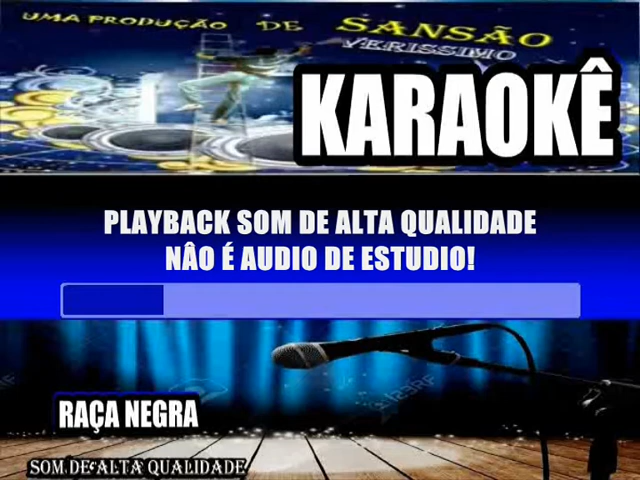 UMA PRODUÇÃO DE SANSÃO
VERISSIMO
KARAOKÊ
PLAYBACK SOM DE ALTA QUALIDADE
NÂO É AUDIO DE ESTUDIO!
123RF
RAÇA NEGRA
SOM DE ALTA QUALIDADE